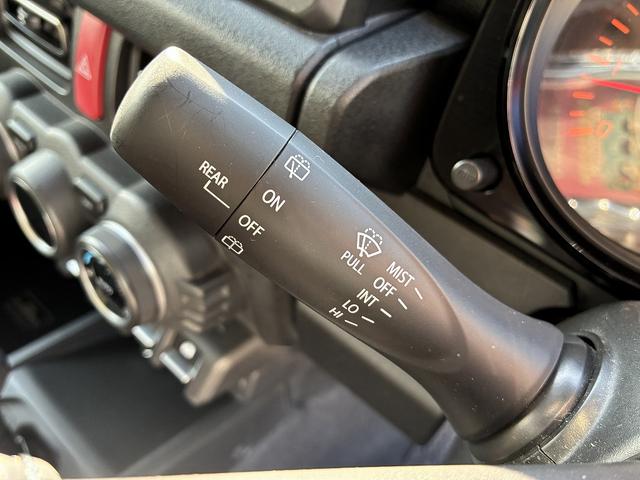 REAR
ON
OFF
PULL
MIST
OFF
INT
LO
HI